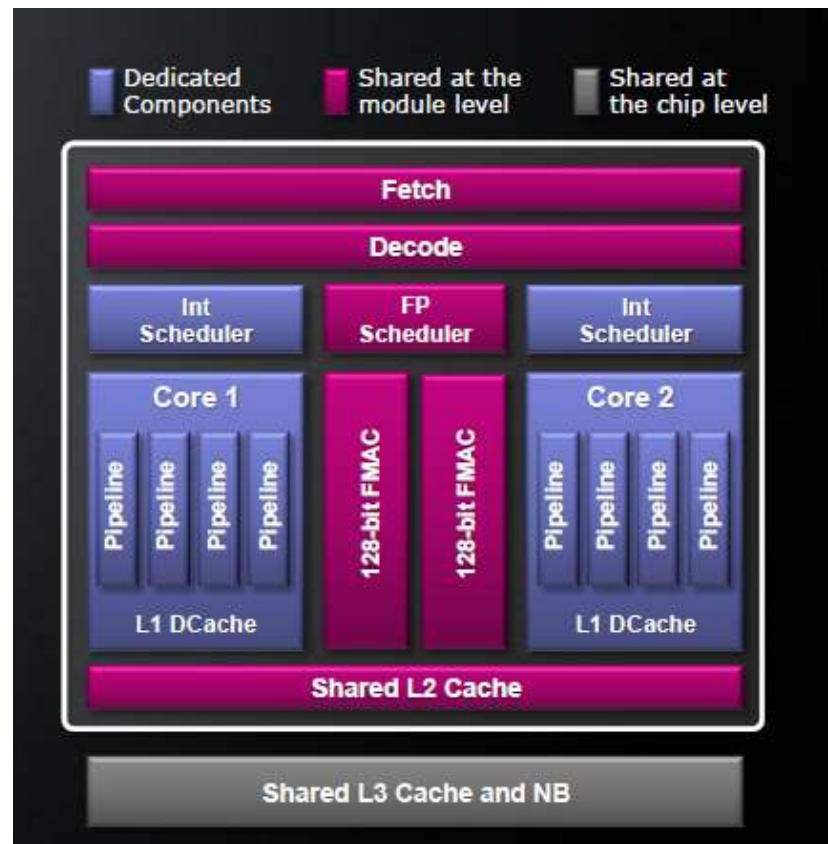 Dedicated
Components
Shared at the
module level
Shared at
the chip level
Fetch
Decode
Int
Scheduler
FP
Scheduler
Int
Scheduler
Core 1
Pipeline
Pipeline
Pipeline
Pipeline
L1 DCache
128-bit FMAC
128-bit FMAC
Core 2
Pipeline
Pipeline
Pipeline
Pipeline
L1 DCache
Shared L2 Cache
Shared L3 Cache and NB